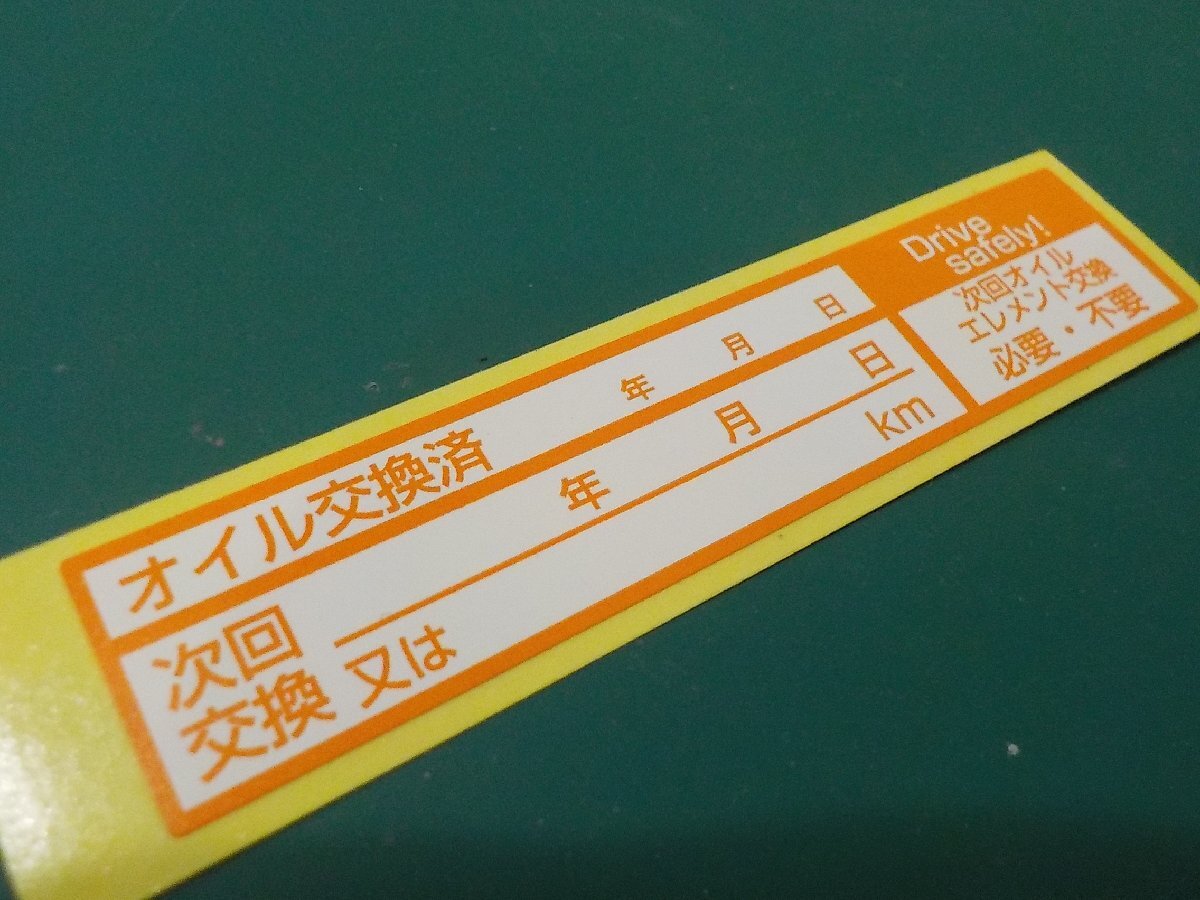 オイル交換済 年 月 日
次回
交換
年 月 日
又は km
Drive
safely!
次回オイル
エレメント交換
必要・不要